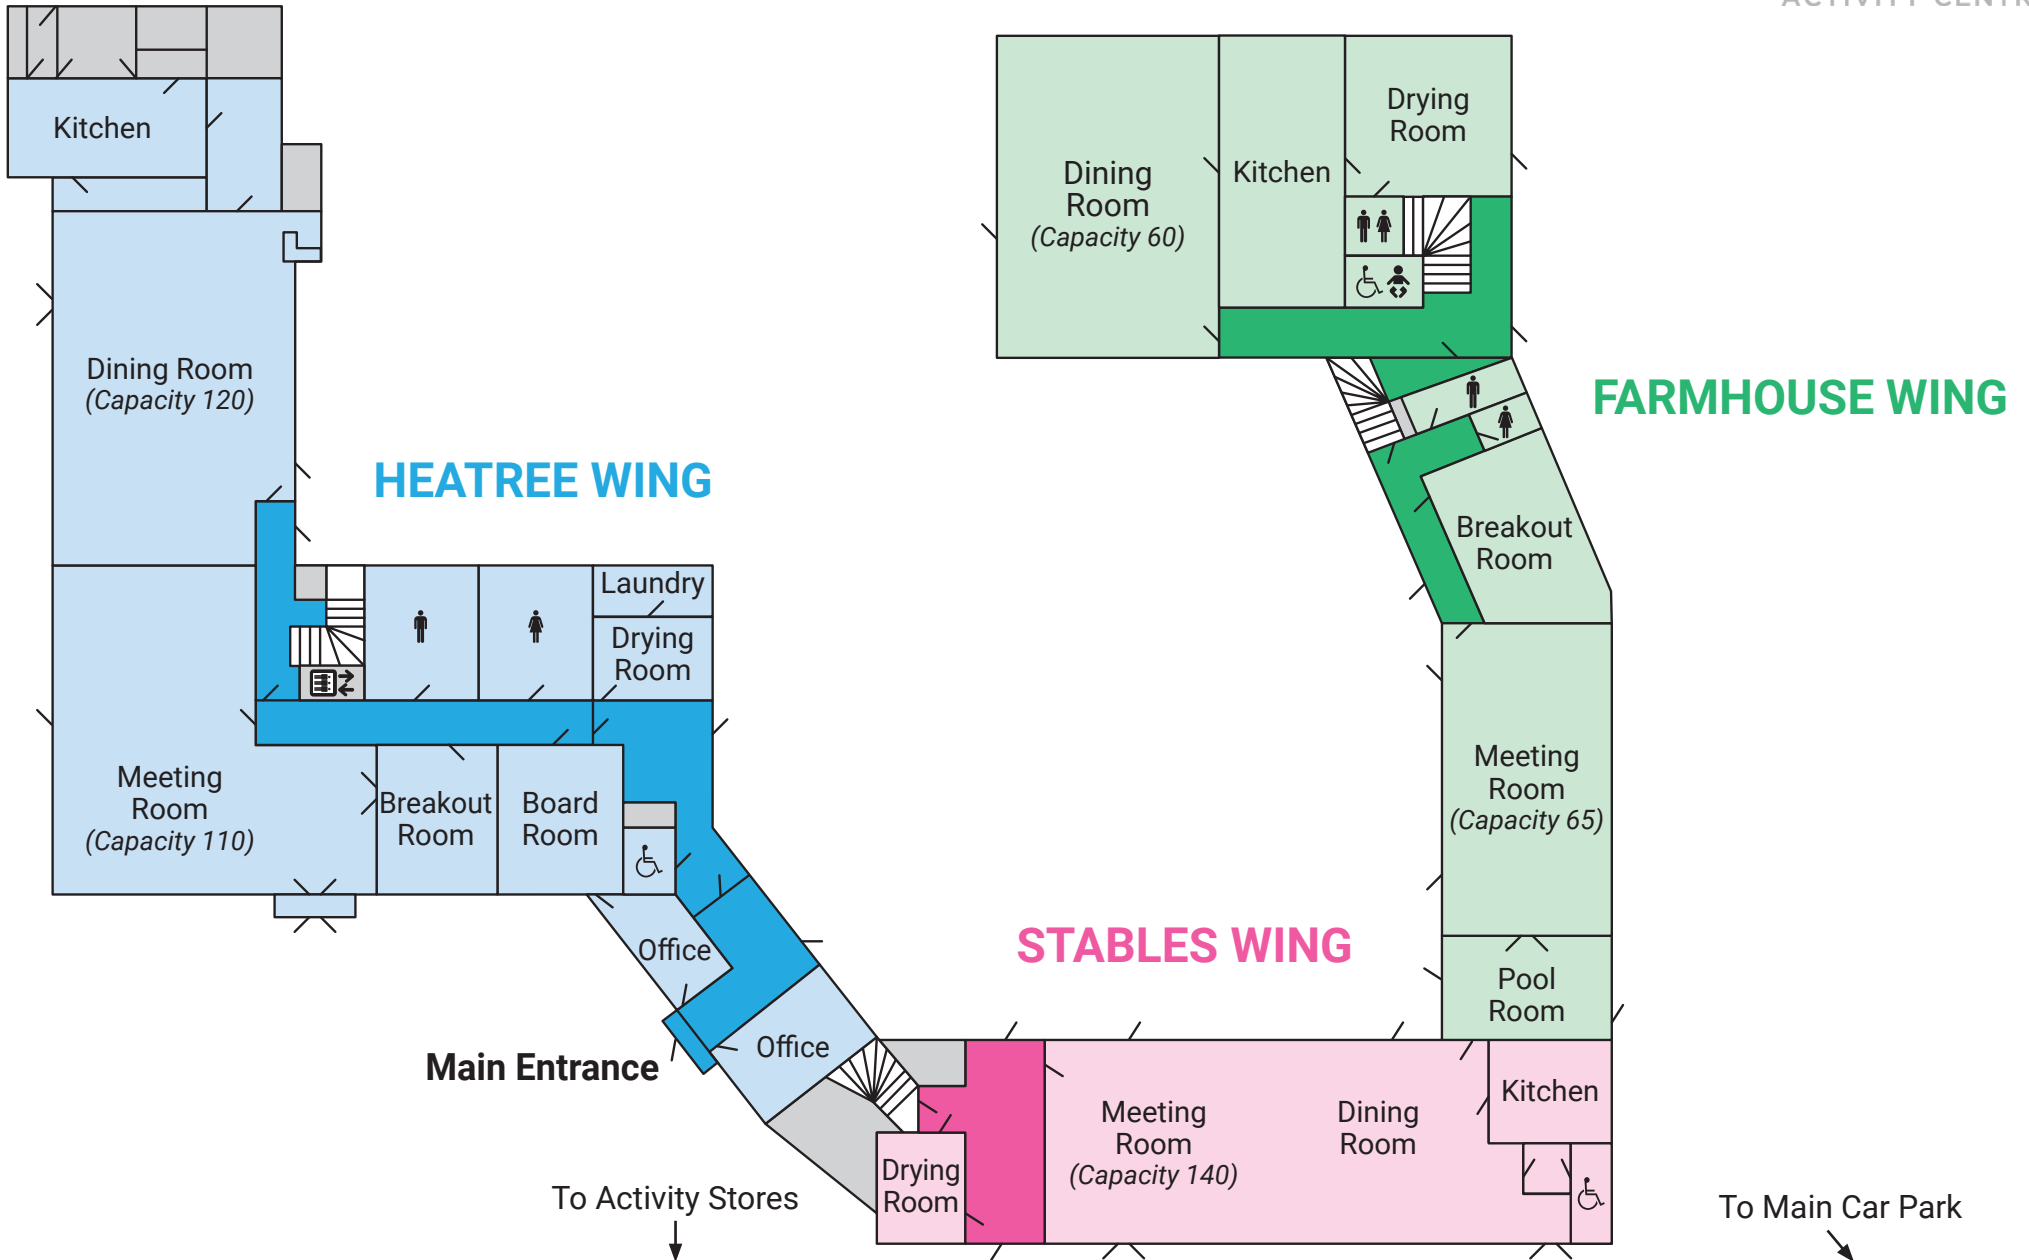 ACTIVITY CENTR
Kitchen
Dining Room
(Capacity 120)
HEATREE WING
Laundry
Drying
Room
Meeting
Room
(Capacity 110)
Breakout
Room
Board
Room
Office
Office
Main Entrance
To Activity Stores
Dining
Room
(Capacity 60)
Kitchen
Drying
Room
FARMHOUSE WING
Breakout
Room
Meeting
Room
(Capacity 65)
Pool
Room
STABLES WING
Kitchen
Meeting
Room
(Capacity 140)
Dining
Room
Drying
Room
To Main Car Park